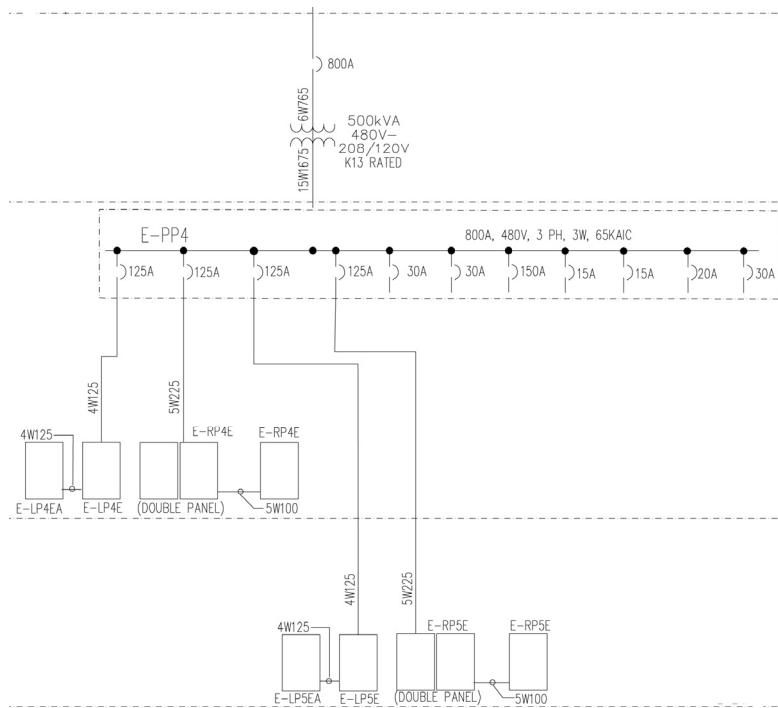 800A
6W765
500kVA
480V–
208/120V
K13 RATED
15W1675
E–PP4
800A, 480V, 3 PH, 3W, 65KAIC
125A
125A
125A
125A
30A
30A
150A
15A
15A
20A
30A
4W125
5W225
4W125
E–RP4E
E–RP4E
E–LP4EA
E–LP4E
(DOUBLE PANEL)
5W100
4W125
5W225
4W125
E–RP5E
E–RP5E
E–LP5EA
E–LP5E
(DOUBLE PANEL)
5W100